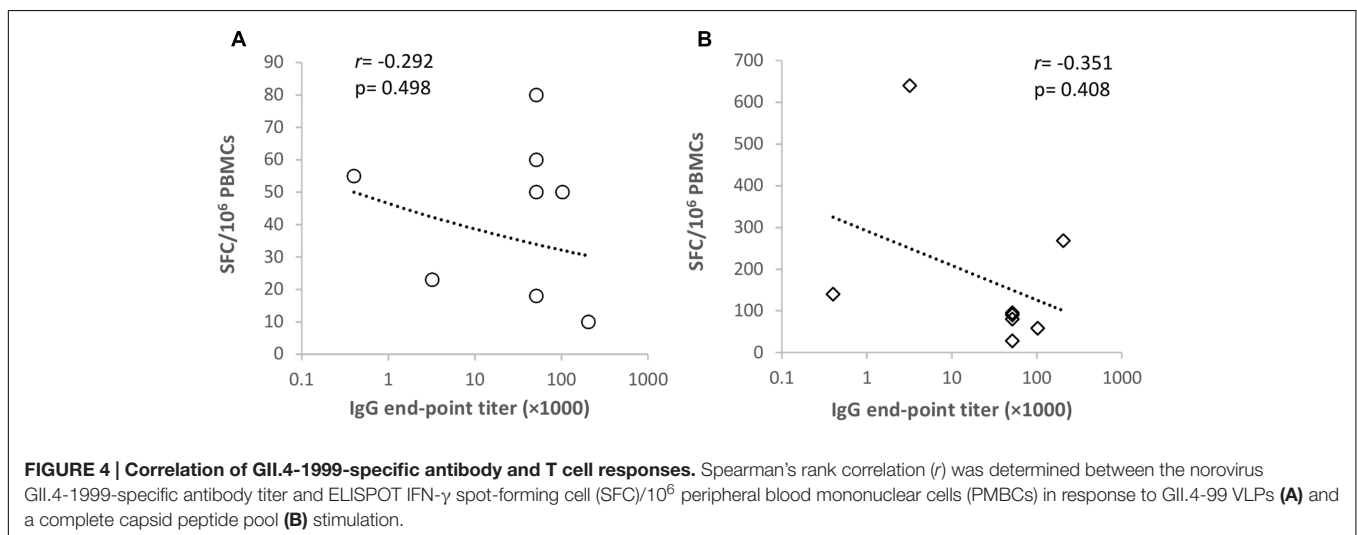 A
r= -0.292
p= 0.498
90
80
70
60
50
40
30
20
10
0
SFC/10⁶ PBMCs
0.1 1 10 100 1000
IgG end-point titer (×1000)
B
r= -0.351
p= 0.408
700
600
500
400
300
200
100
0
SFC/10⁶ PBMCs
0.1 1 10 100 1000
IgG end-point titer (×1000)
FIGURE 4 | Correlation of GII.4-1999-specific antibody and T cell responses. Spearman's rank correlation (r) was determined between the norovirus
GII.4-1999-specific antibody titer and ELISPOT IFN-γ spot-forming cell (SFC)/10⁶ peripheral blood mononuclear cells (PMBCs) in response to GII.4-99 VLPs (A) and
a complete capsid peptide pool (B) stimulation.